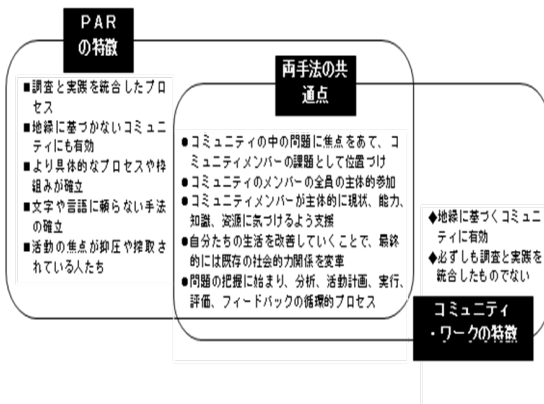 PAR
の特徴
■調査と実践を統合したプロ
セス
■地縁に基づかないコミュニ
ティにも有効
■より具体的なプロセスや枠
組みが確立
■文字や言語に頼らない手法
の確立
■活動の焦点が抑圧や搾取さ
れている人たち
両手法の共
通点
●コミュニティの中の問題に焦点をあて、コ
ミュニティメンバーの課題として位置づけ
●コミュニティのメンバーの全員の主体的参加
●コミュニティメンバーが主体的に現状、能力、
知識、資源に気づけるよう支援
●自分たちの生活を改善していくことで、最終
的には既存の社会的力関係を変革
●問題の把握に始まり、分析、活動計画、実行、
評価、フィードバックの循環的プロセス
◆地縁に基づくコミュニ
ティに有効
◆必ずしも調査と実践を
統合したものでない
コミュニティ
・ワークの特徴